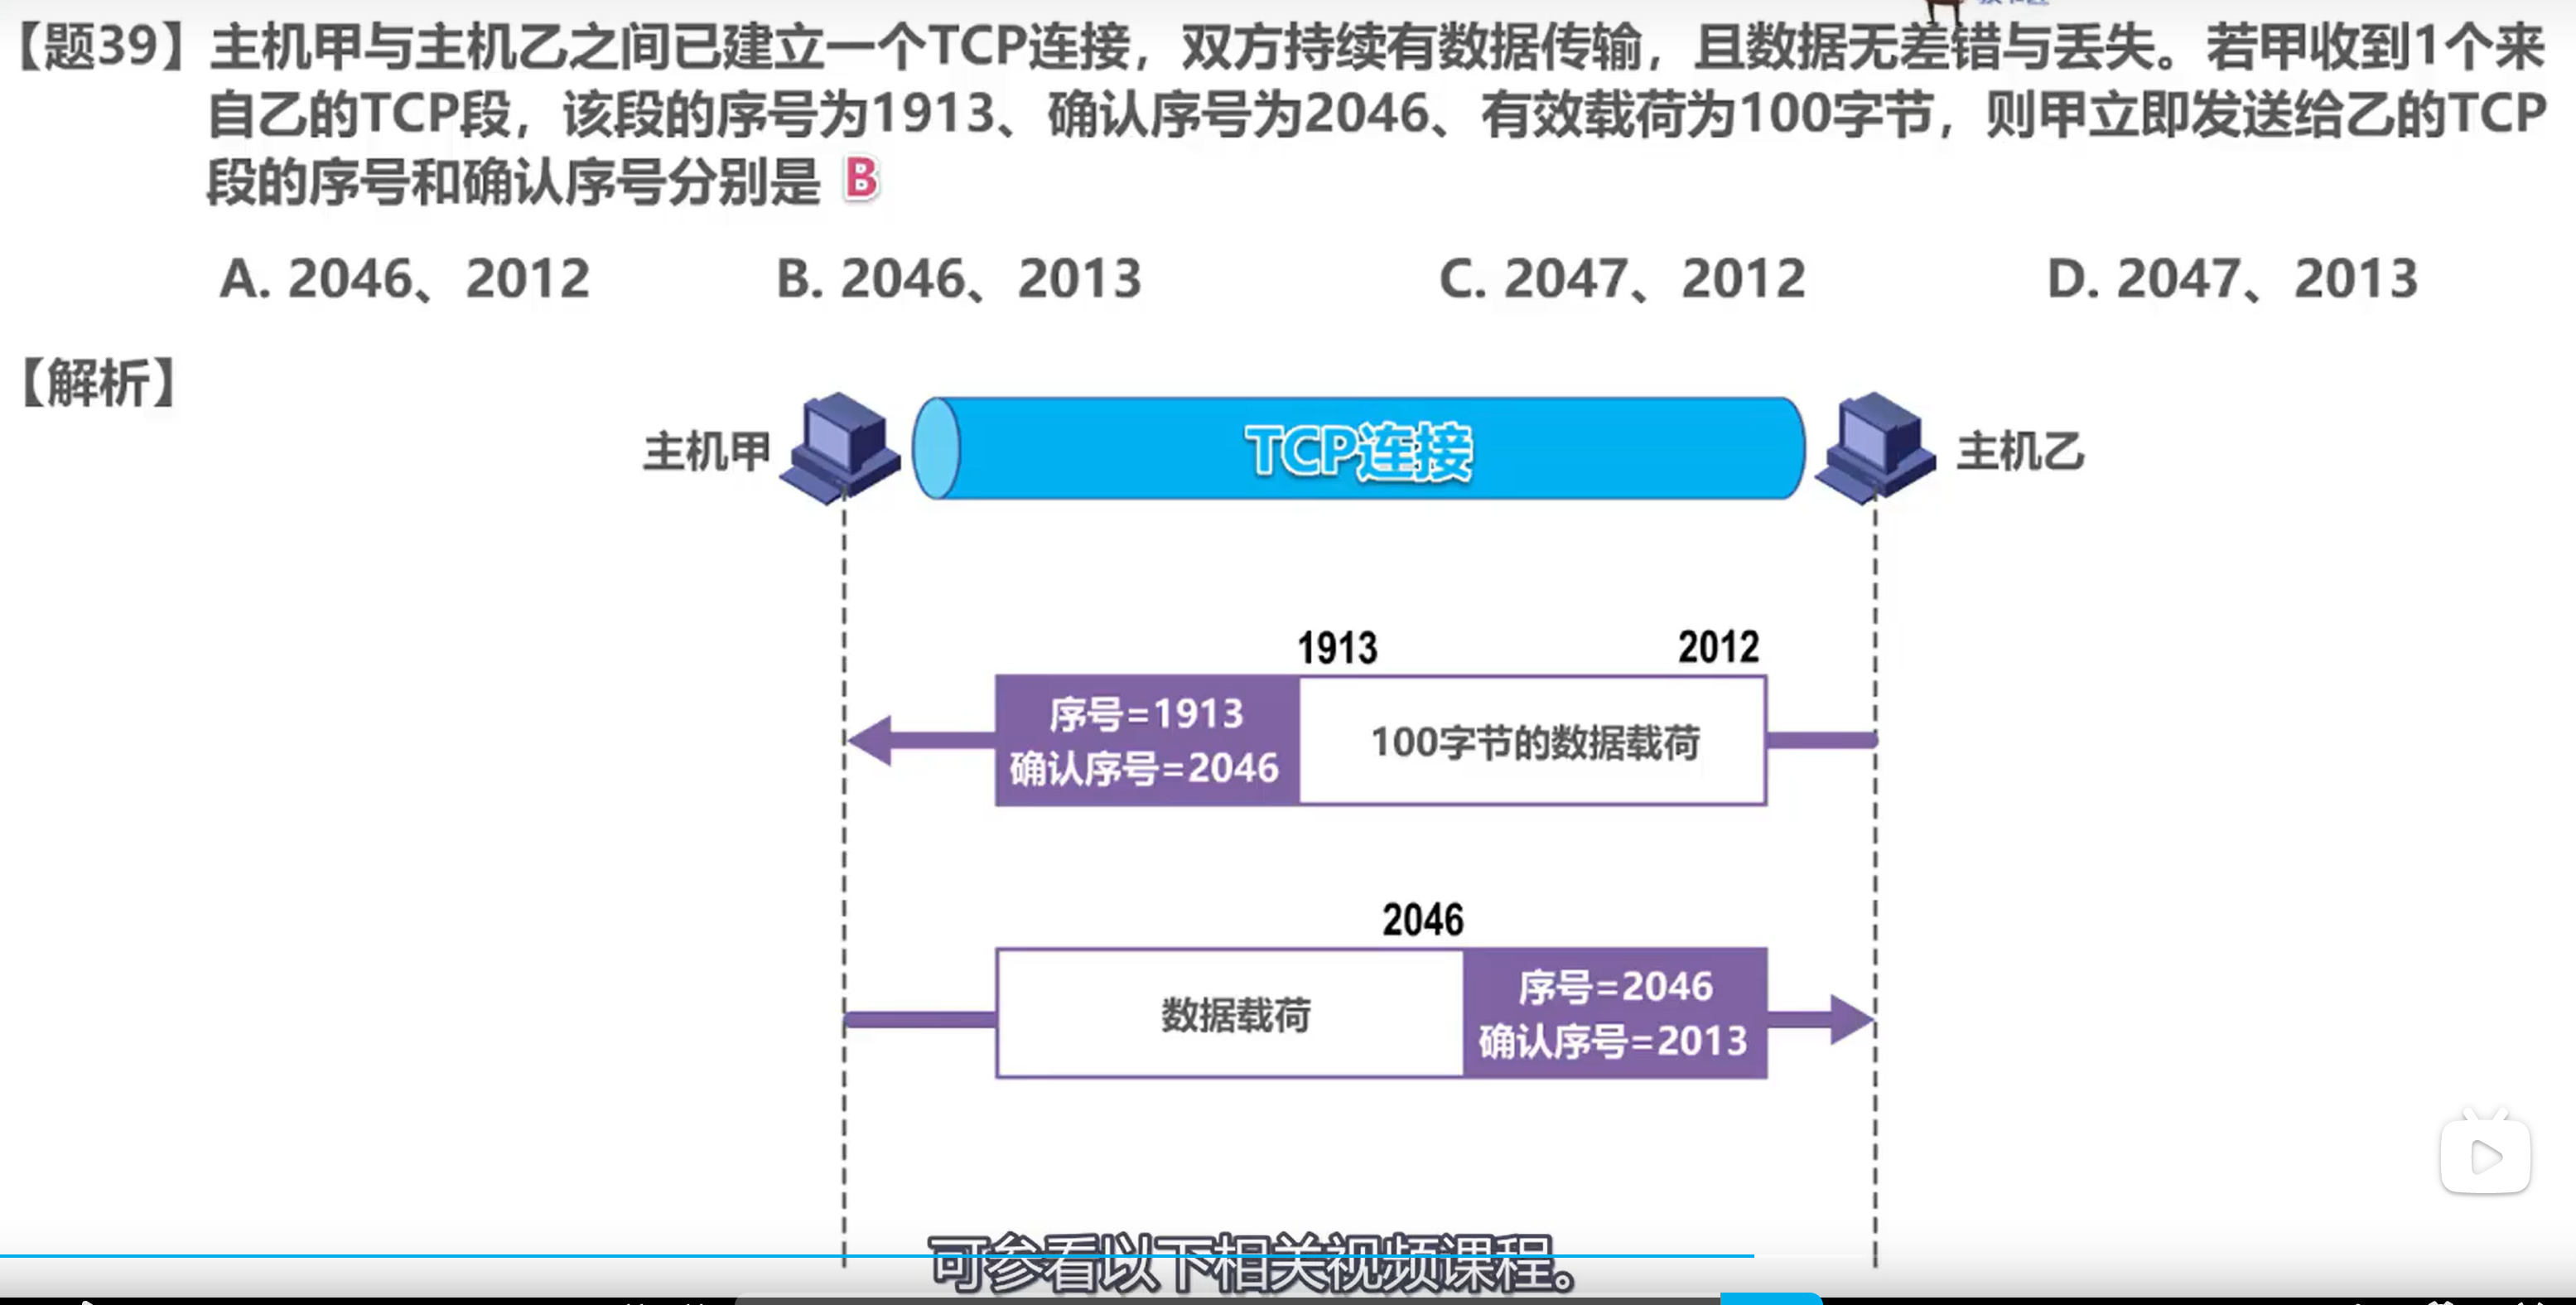 【题39】主机甲与主机乙之间已建立一个TCP连接，双方持续有数据传输，且数据无差错与丢失。若甲收到1个来
自乙的TCP段，该段的序号为1913、确认序号为2046、有效载荷为100字节，则甲立即发送给乙的TCP
段的序号和确认序号分别是 B
A. 2046、2012 B. 2046、2013 C. 2047、2012 D. 2047、2013
【解析】
主机甲 TCP连接 主机乙
1913 2012
序号=1913
确认序号=2046
100字节的数据载荷
2046
数据载荷
序号=2046
确认序号=2013
可参看以下相关视频课程。